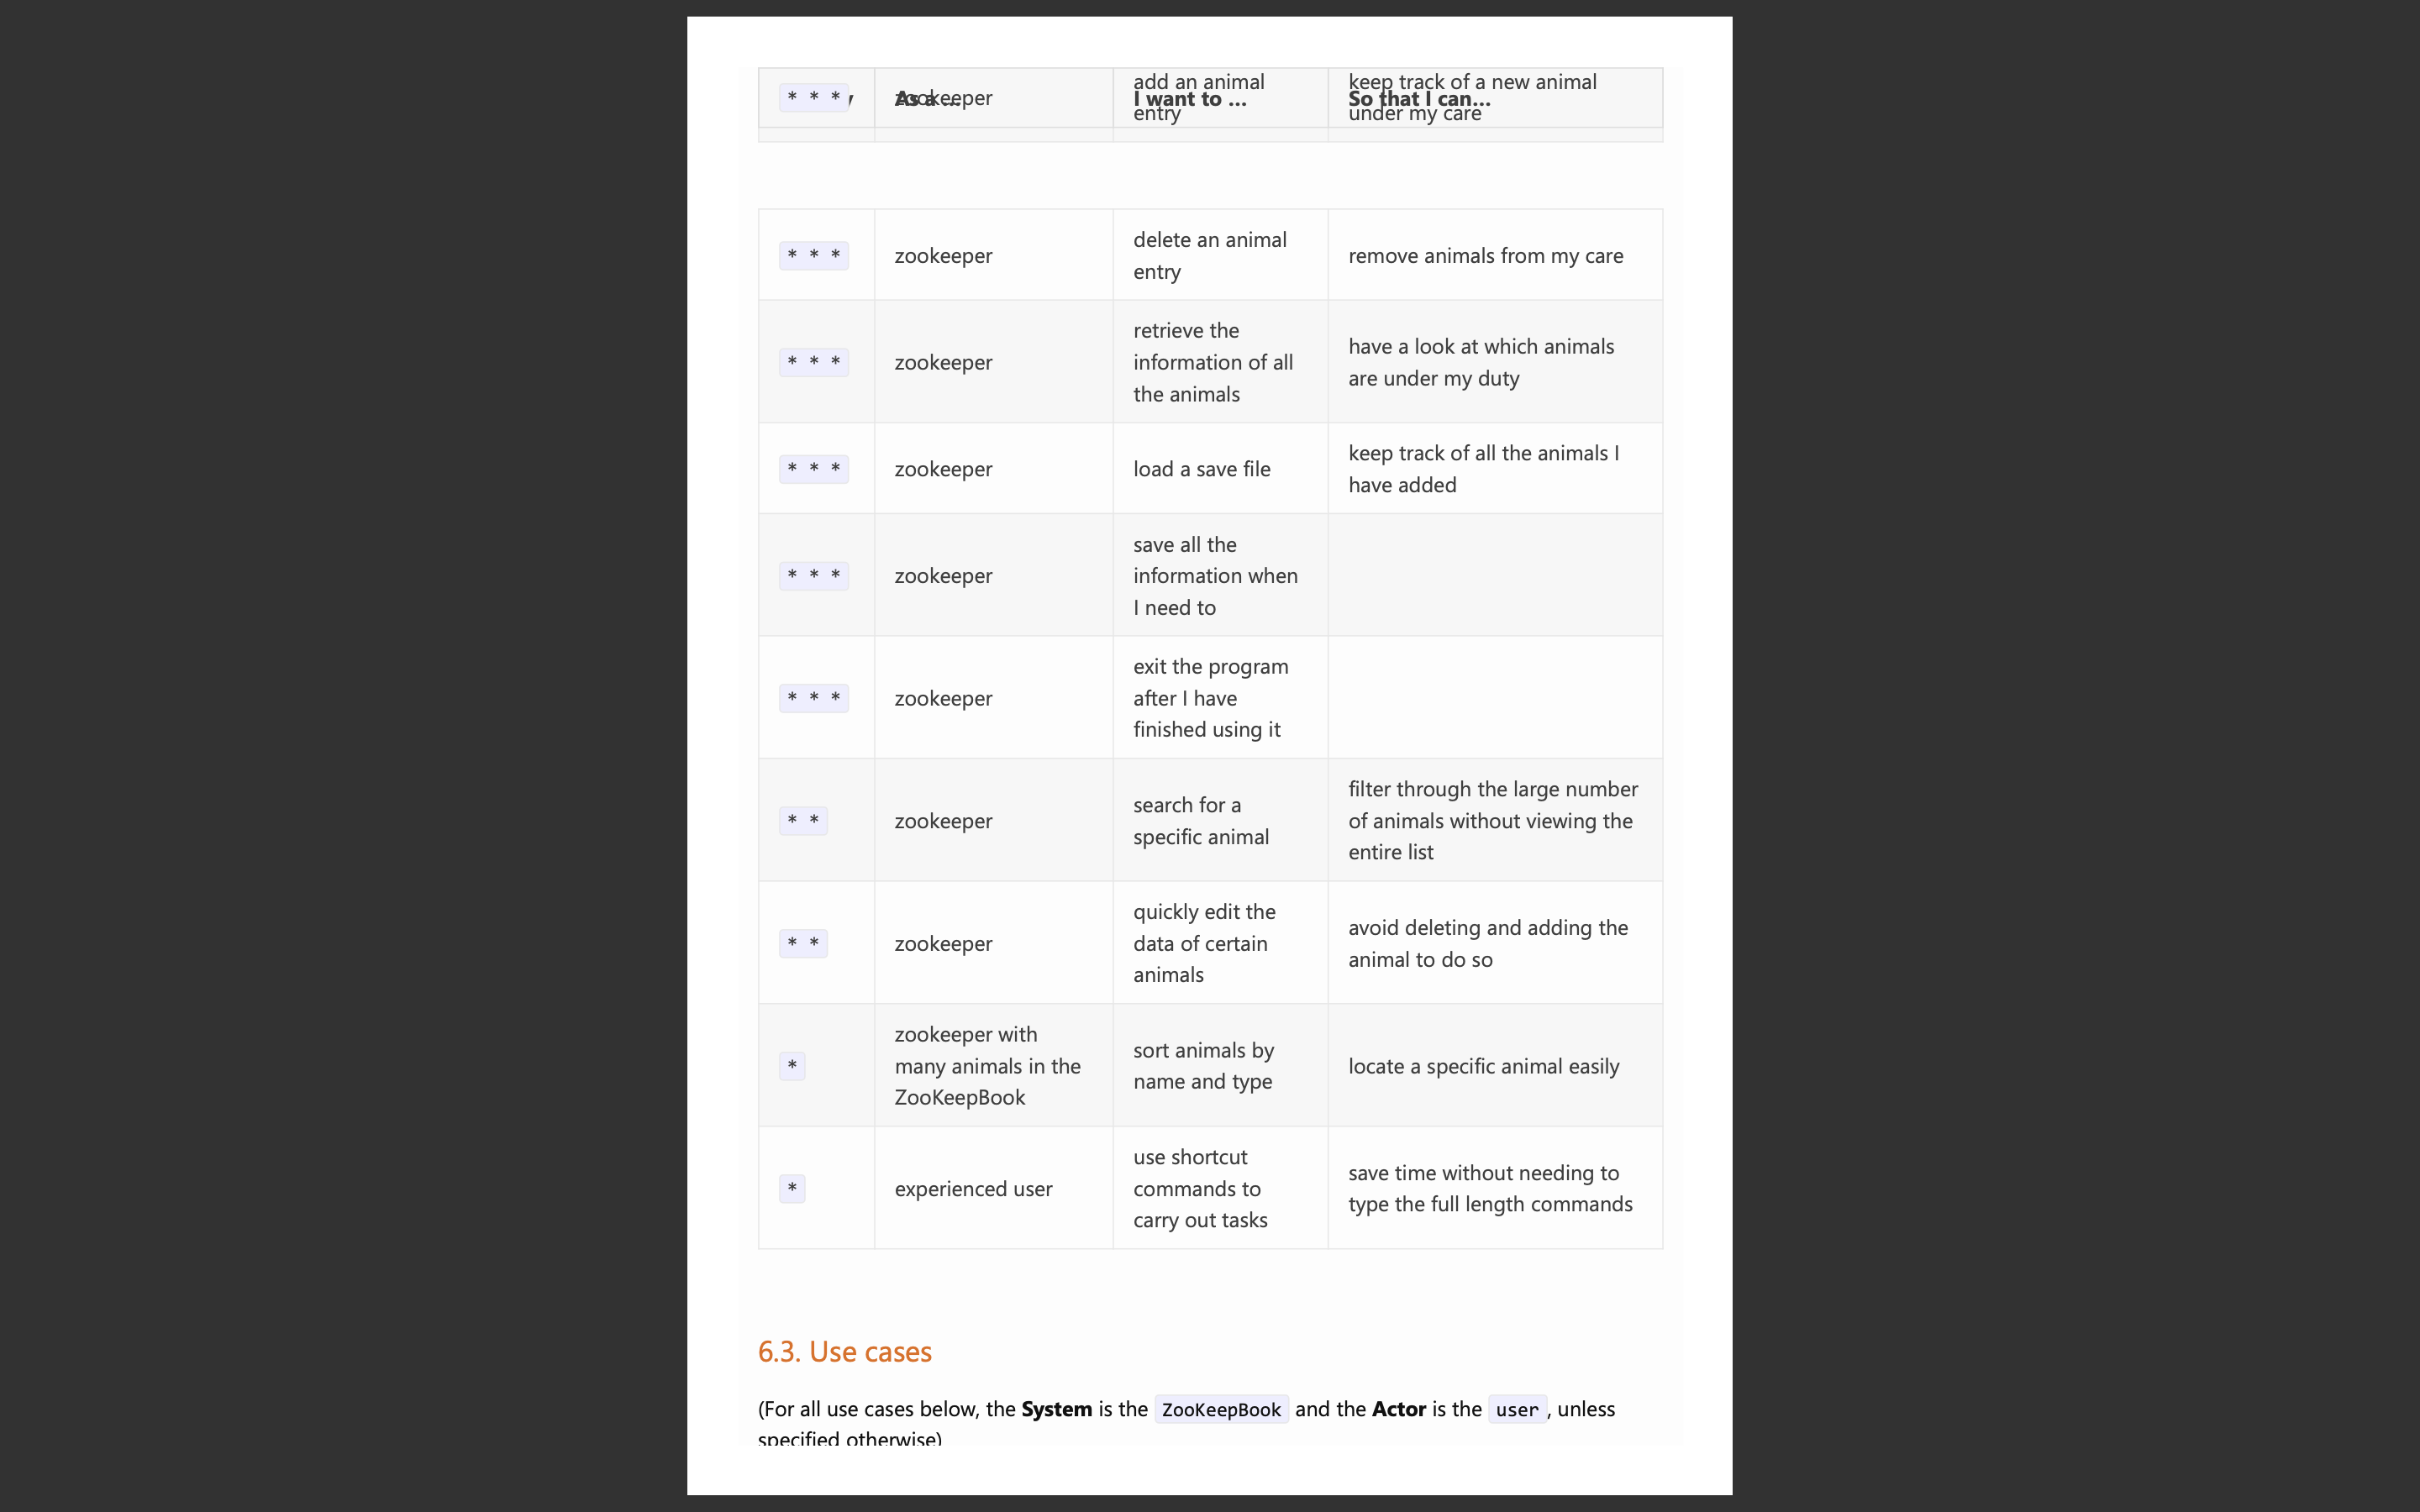 * * * zookeeper add an animal entry keep track of a new animal under my care
As a ... I want to ... So that I can...
* * * zookeeper delete an animal entry remove animals from my care
* * * zookeeper retrieve the information of all the animals have a look at which animals are under my duty
* * * zookeeper load a save file keep track of all the animals I have added
* * * zookeeper save all the information when I need to
* * * zookeeper exit the program after I have finished using it
* * zookeeper search for a specific animal filter through the large number of animals without viewing the entire list
* * zookeeper quickly edit the data of certain animals avoid deleting and adding the animal to do so
* zookeeper with many animals in the ZooKeepBook sort animals by name and type locate a specific animal easily
* experienced user use shortcut commands to carry out tasks save time without needing to type the full length commands
6.3. Use cases
(For all use cases below, the System is the ZooKeepBook and the Actor is the user, unless
specified otherwise)